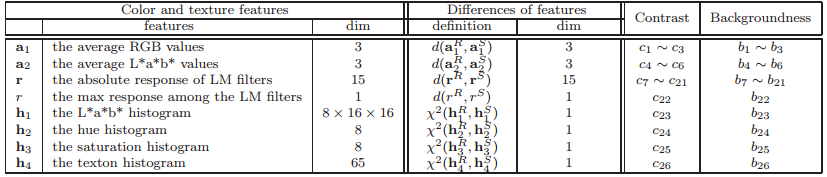 Color and texture features Differences of features Contrast Backgroundness
features dim definition dim
a₁ the average RGB values 3 d(a₁ᴿ, a₁ˢ) 3 c₁ ∼ c₃ b₁ ∼ b₃
a₂ the average L*a*b* values 3 d(a₂ᴿ, a₂ˢ) 3 c₄ ∼ c₆ b₄ ∼ b₆
r the absolute response of LM filters 15 d(rᴿ, rˢ) 15 c₇ ∼ c₂₁ b₇ ∼ b₂₁
r the max response among the LM filters 1 d(rᴿ, rˢ) 1 c₂₂ b₂₂
h₁ the L*a*b* histogram 8 × 16 × 16 χ²(h₁ᴿ, h₁ˢ) 1 c₂₃ b₂₃
h₂ the hue histogram 8 χ²(h₂ᴿ, h₂ˢ) 1 c₂₄ b₂₄
h₃ the saturation histogram 8 χ²(h₃ᴿ, h₃ˢ) 1 c₂₅ b₂₅
h₄ the texton histogram 65 χ²(h₄ᴿ, h₄ˢ) 1 c₂₆ b₂₆